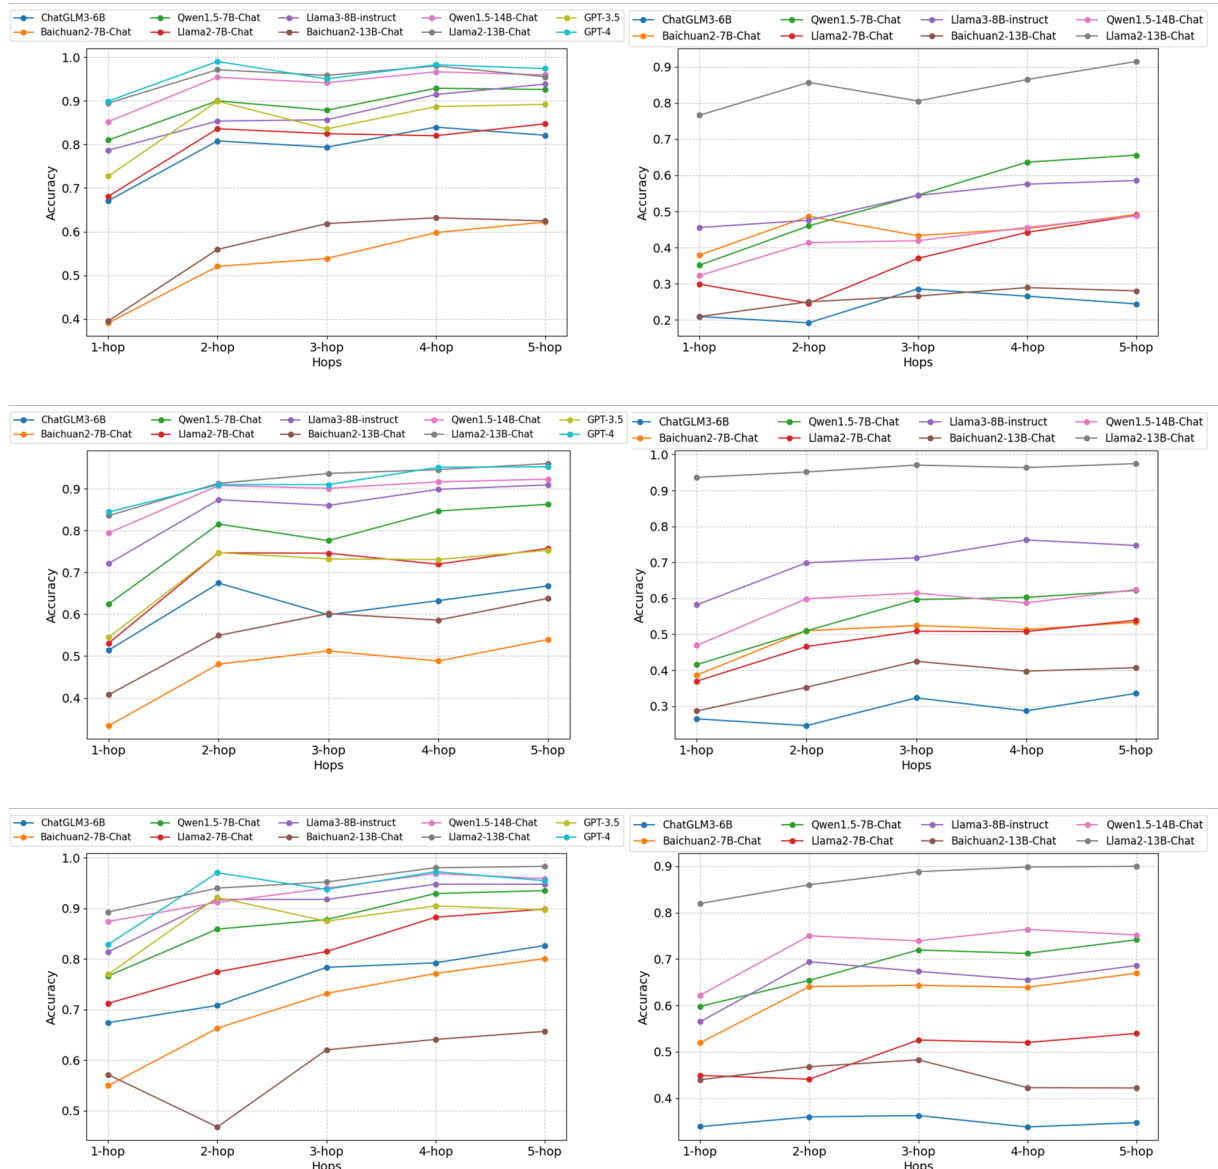 ChatGLM3-6B Qwen1.5-7B-Chat Llama3-8B-instruct Qwen1.5-14B-Chat GPT-3.5
Baichuan2-7B-Chat Llama2-7B-Chat Baichuan2-13B-Chat Llama2-13B-Chat GPT-4
1.0
0.9
0.8
0.7
0.6
0.5
0.4
Accuracy
1-hop 2-hop 3-hop 4-hop 5-hop
Hops
ChatGLM3-6B Qwen1.5-7B-Chat Llama3-8B-instruct Qwen1.5-14B-Chat
Baichuan2-7B-Chat Llama2-7B-Chat Baichuan2-13B-Chat Llama2-13B-Chat
0.9
0.8
0.7
0.6
0.5
0.4
0.3
0.2
Accuracy
1-hop 2-hop 3-hop 4-hop 5-hop
Hops
ChatGLM3-6B Qwen1.5-7B-Chat Llama3-8B-instruct Qwen1.5-14B-Chat GPT-3.5
Baichuan2-7B-Chat Llama2-7B-Chat Baichuan2-13B-Chat Llama2-13B-Chat GPT-4
0.9
0.8
0.7
0.6
0.5
0.4
Accuracy
1-hop 2-hop 3-hop 4-hop 5-hop
Hops
ChatGLM3-6B Qwen1.5-7B-Chat Llama3-8B-instruct Qwen1.5-14B-Chat
Baichuan2-7B-Chat Llama2-7B-Chat Baichuan2-13B-Chat Llama2-13B-Chat
1.0
0.9
0.8
0.7
0.6
0.5
0.4
0.3
Accuracy
1-hop 2-hop 3-hop 4-hop 5-hop
Hops
ChatGLM3-6B Qwen1.5-7B-Chat Llama3-8B-instruct Qwen1.5-14B-Chat GPT-3.5
Baichuan2-7B-Chat Llama2-7B-Chat Baichuan2-13B-Chat Llama2-13B-Chat GPT-4
1.0
0.9
0.8
0.7
0.6
0.5
Accuracy
1-hop 2-hop 3-hop 4-hop 5-hop
Hops
ChatGLM3-6B Qwen1.5-7B-Chat Llama3-8B-instruct Qwen1.5-14B-Chat
Baichuan2-7B-Chat Llama2-7B-Chat Baichuan2-13B-Chat Llama2-13B-Chat
0.9
0.8
0.7
0.6
0.5
0.4
Accuracy
1-hop 2-hop 3-hop 4-hop 5-hop
Hops